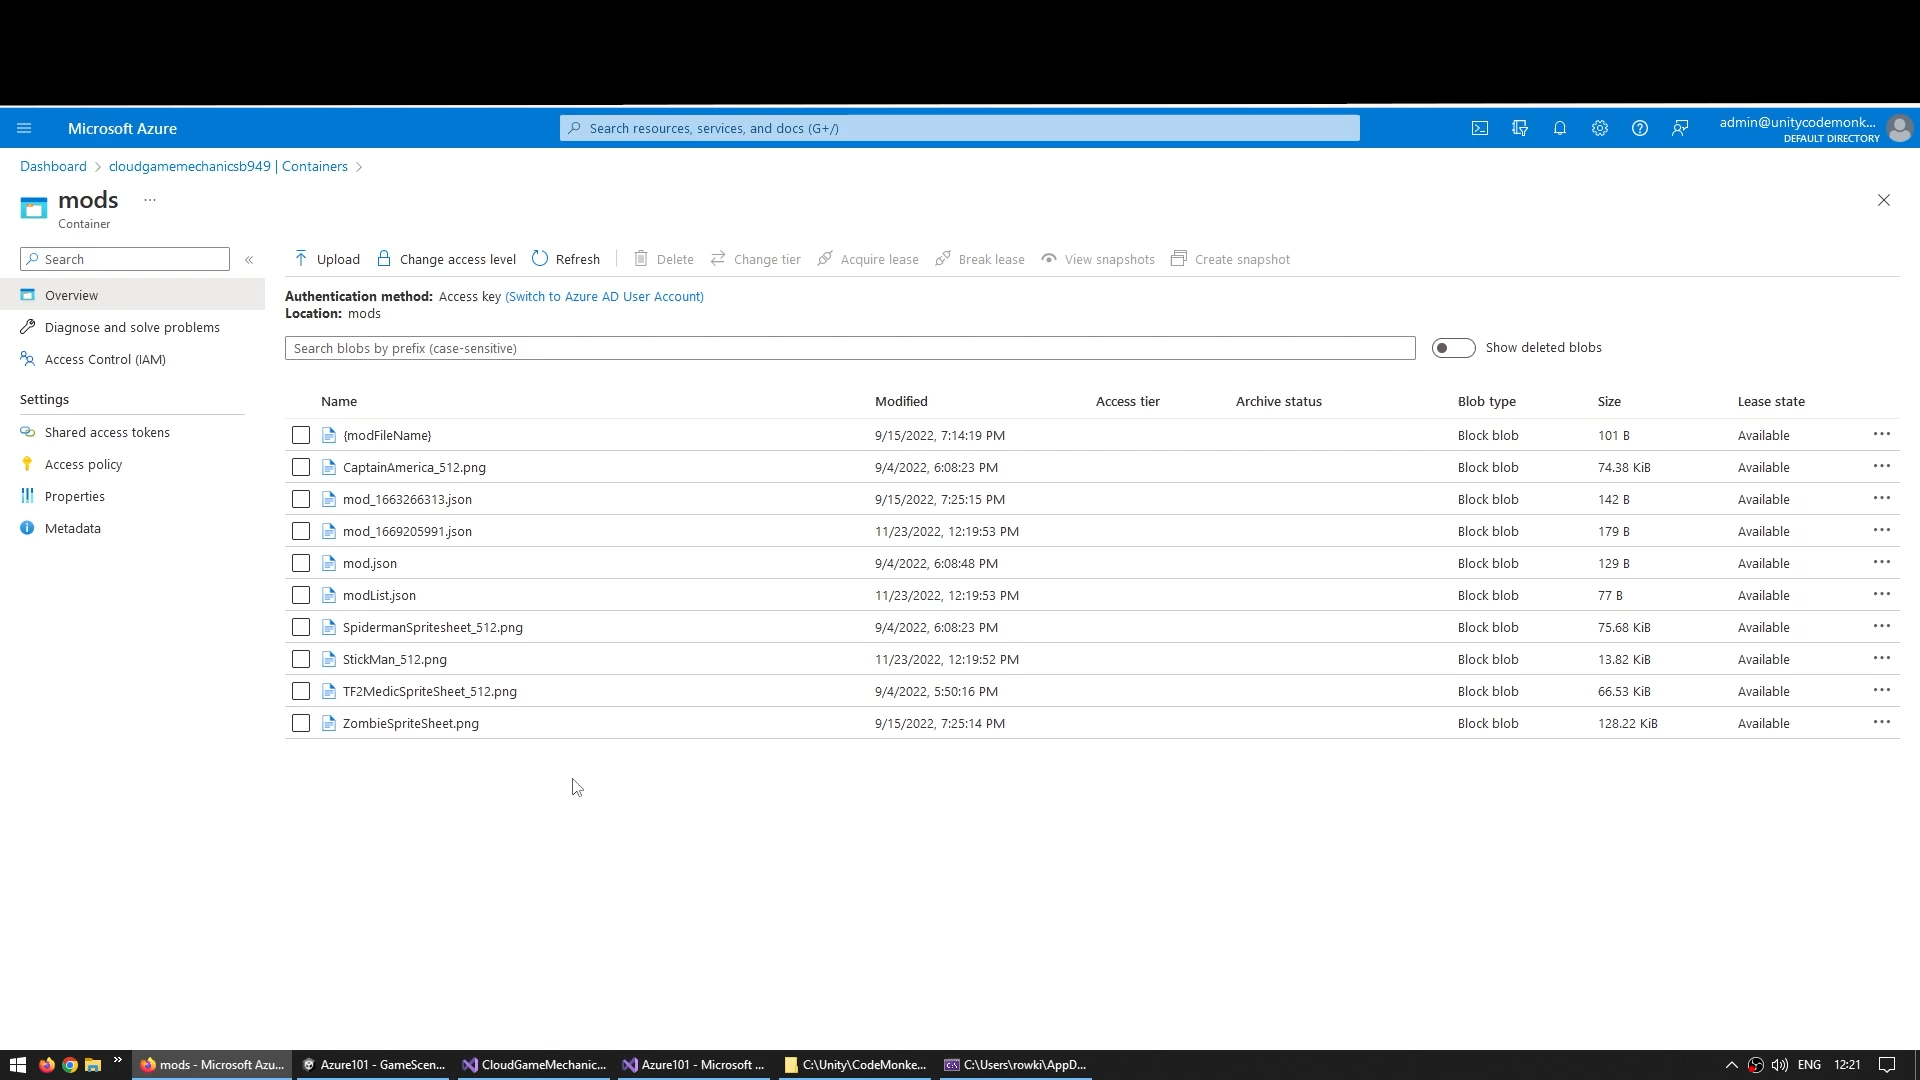 Microsoft Azure
Search resources, services, and docs (G+/)
admin@unitycodemonk...
DEFAULT DIRECTORY
Dashboard > cloudgamemechanicsb949 | Containers >
mods ...
Container
Search «
Upload Change access level Refresh Delete Change tier Acquire lease Break lease View snapshots Create snapshot
Overview
Diagnose and solve problems
Access Control (IAM)
Settings
Shared access tokens
Access policy
Properties
Metadata
Authentication method: Access key (Switch to Azure AD User Account)
Location: mods
Search blobs by prefix (case-sensitive)
Show deleted blobs
Name Modified Access tier Archive status Blob type Size Lease state
{modFileName} 9/15/2022, 7:14:19 PM Block blob 101 B Available ...
CaptainAmerica_512.png 9/4/2022, 6:08:23 PM Block blob 74.38 KiB Available ...
mod_1663266313.json 9/15/2022, 7:25:15 PM Block blob 142 B Available ...
mod_1669205991.json 11/23/2022, 12:19:53 PM Block blob 179 B Available ...
mod.json 9/4/2022, 6:08:48 PM Block blob 129 B Available ...
modList.json 11/23/2022, 12:19:53 PM Block blob 77 B Available ...
SpidermanSpritesheet_512.png 9/4/2022, 6:08:23 PM Block blob 75.68 KiB Available ...
StickMan_512.png 11/23/2022, 12:19:52 PM Block blob 13.82 KiB Available ...
TF2MedicSpriteSheet_512.png 9/4/2022, 5:50:16 PM Block blob 66.53 KiB Available ...
ZombieSpriteSheet.png 9/15/2022, 7:25:14 PM Block blob 128.22 KiB Available ...
» mods - Microsoft Azu... Azure101 - GameScen... CloudGameMechanic... Azure101 - Microsoft ... C:\Unity\CodeMonke... C:\Users\rowki\AppD... ENG 12:21